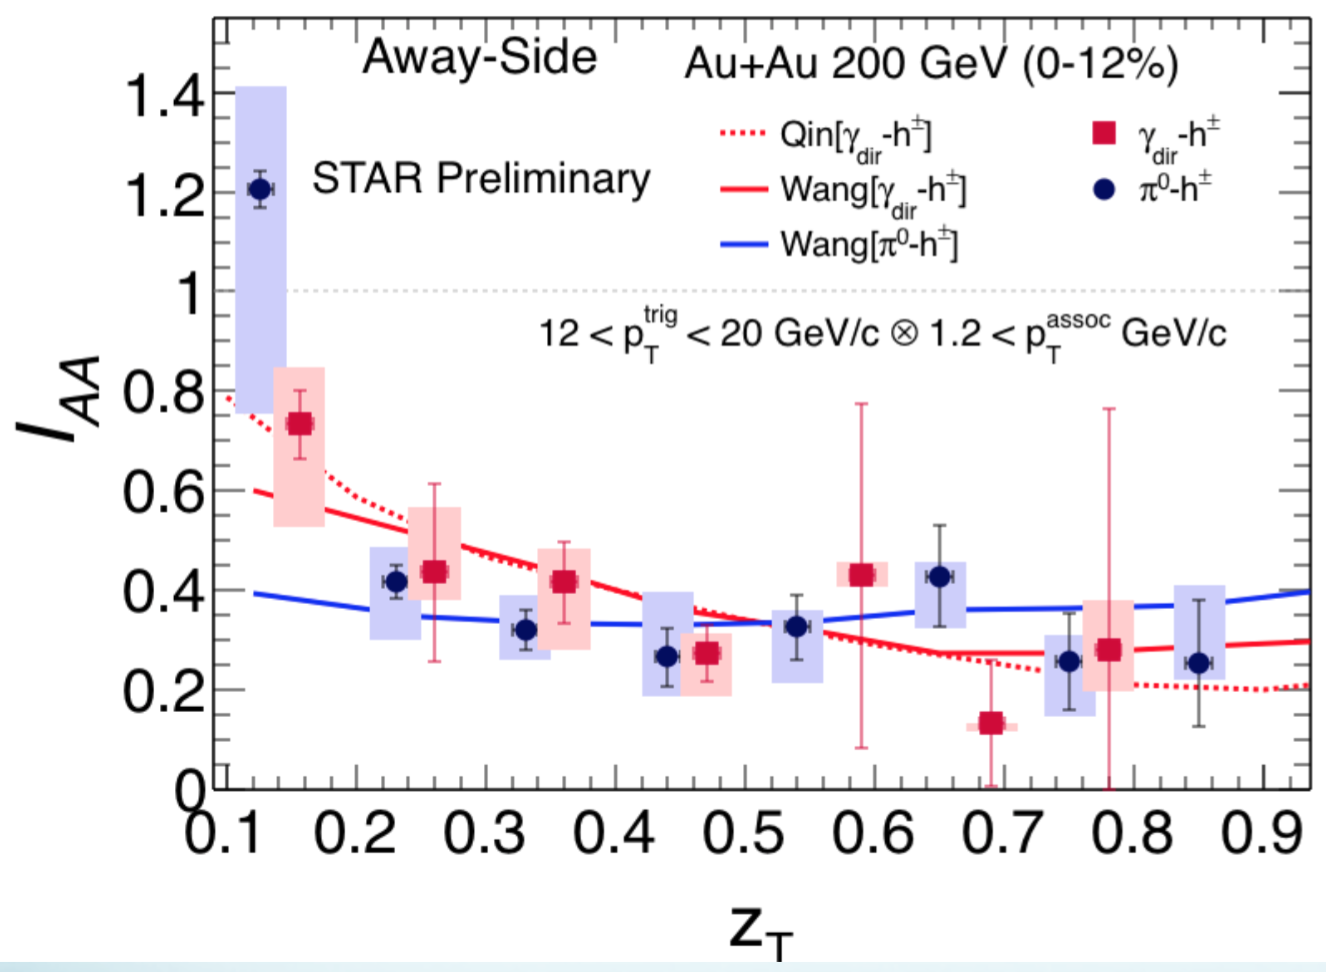 Away-Side
Au+Au 200 GeV (0-12%)
Qin[γdir-h±]
γdir-h±
STAR Preliminary
Wang[γdir-h±]
π0-h±
Wang[π0-h±]
12 < pTtrig < 20 GeV/c ⊗ 1.2 < pTassoc GeV/c
IAA
1.4
1.2
1
0.8
0.6
0.4
0.2
0
0.1 0.2 0.3 0.4 0.5 0.6 0.7 0.8 0.9
zT